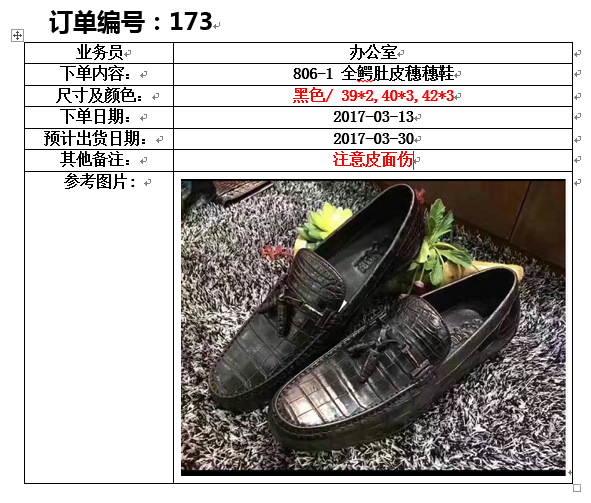 订单编号：173
业务员 办公室
下单内容： 806-1 全鳄肚皮穗穗鞋
尺寸及颜色： 黑色/ 39*2,40*3,42*3
下单日期： 2017-03-13
预计出货日期： 2017-03-30
其他备注： 注意皮面伤
参考图片：